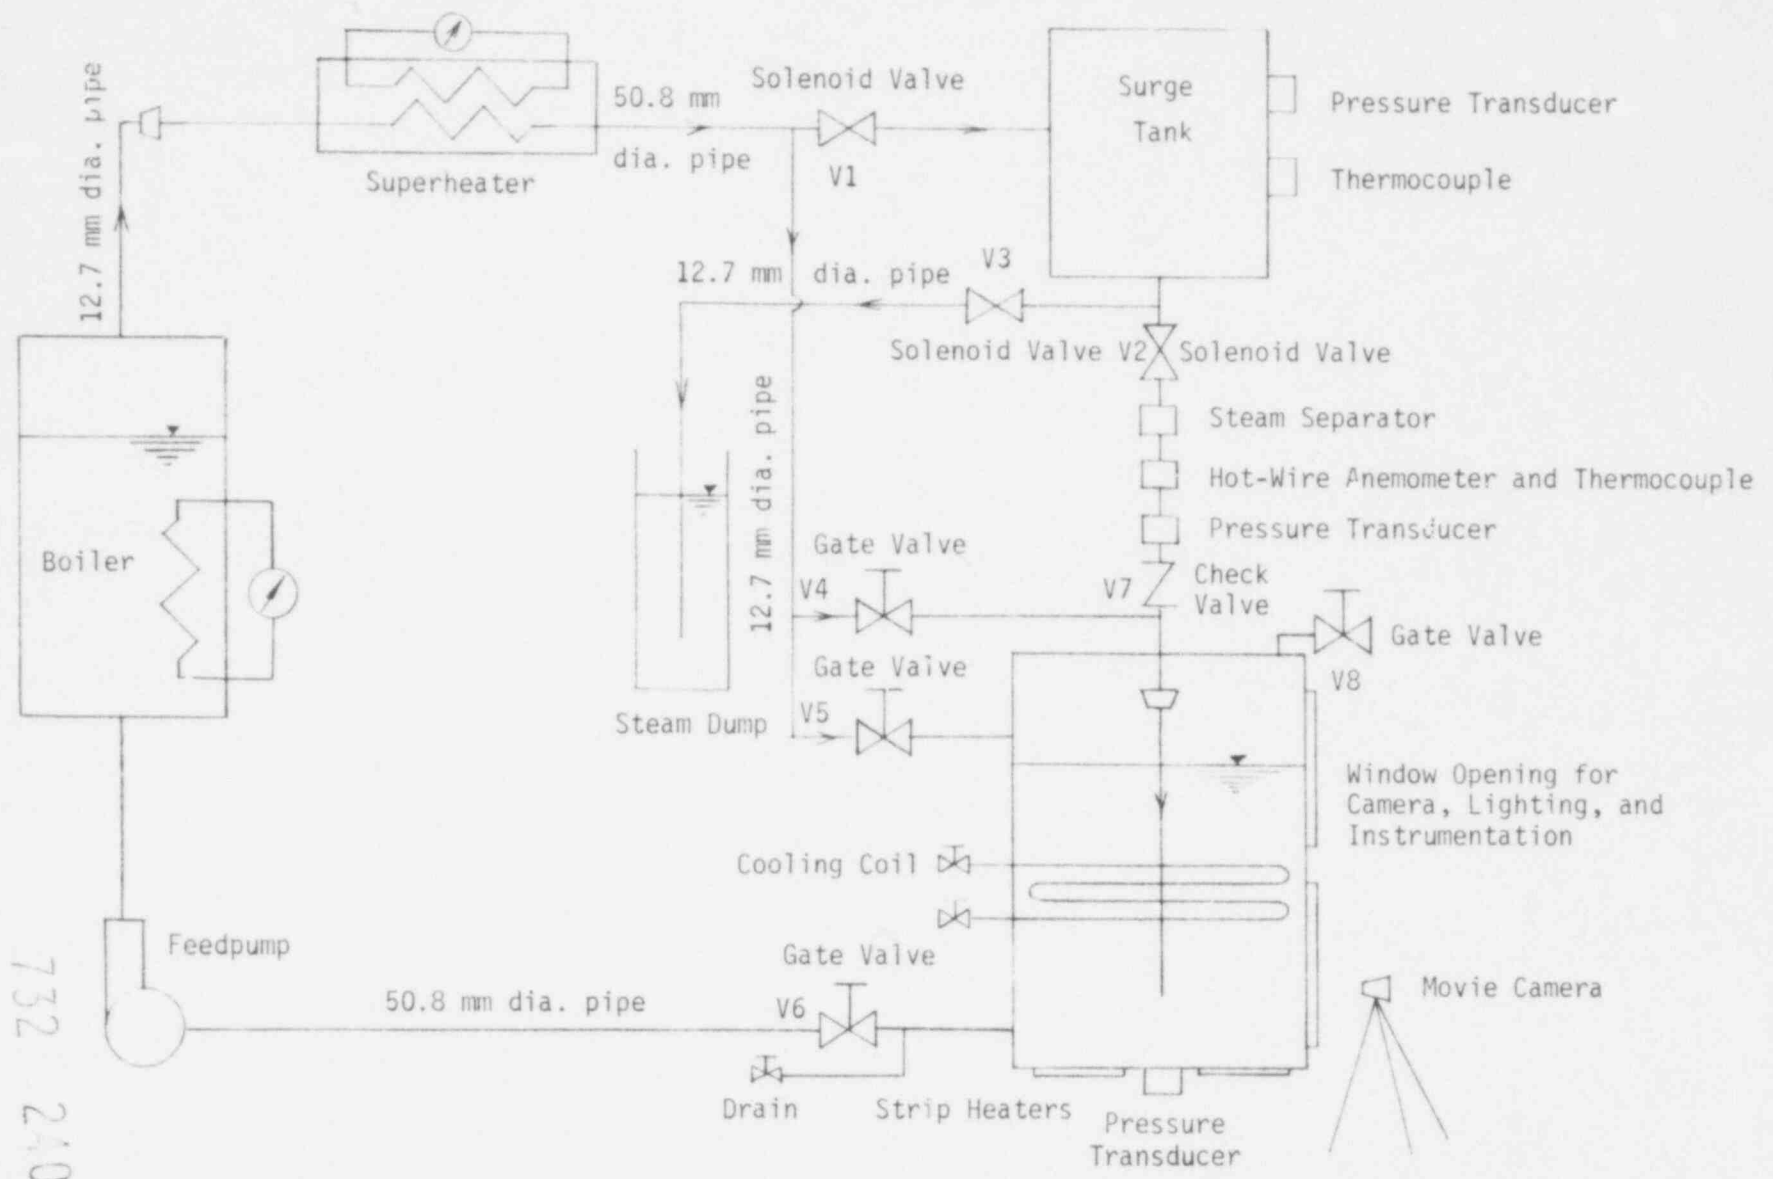 12.7 mm dia. pipe
Superheater
50.8 mm
dia. pipe
Solenoid Valve
V1
Surge
Tank
Pressure Transducer
Thermocouple
12.7 mm dia. pipe
V3
Solenoid Valve V2 Solenoid Valve
Steam Separator
Hot-Wire Anemometer and Thermocouple
Pressure Transducer
12.7 mm dia. pipe
Boiler
Gate Valve
V4
V7
Check
Valve
Gate Valve
V8
Gate Valve
V5
Steam Dump
Window Opening for
Camera, Lighting, and
Instrumentation
Cooling Coil
Feedpump
Gate Valve
50.8 mm dia. pipe
V6
Movie Camera
Drain
Strip Heaters
Pressure
Transducer
732 240